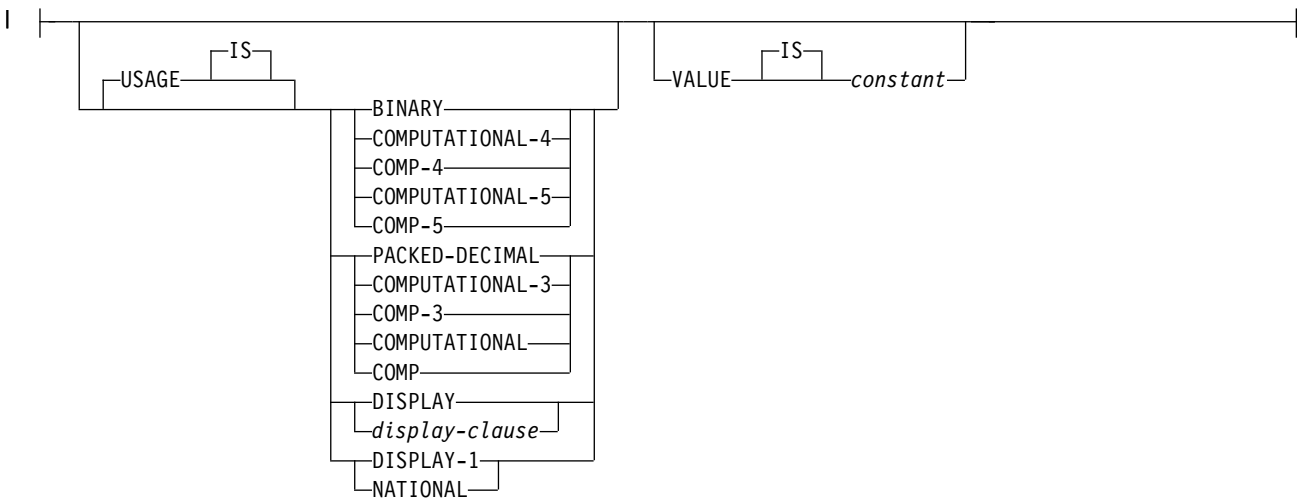 IS IS
USAGE VALUE constant
BINARY
COMPUTATIONAL-4
COMP-4
COMPUTATIONAL-5
COMP-5
PACKED-DECIMAL
COMPUTATIONAL-3
COMP-3
COMPUTATIONAL
COMP
DISPLAY
display-clause
DISPLAY-1
NATIONAL